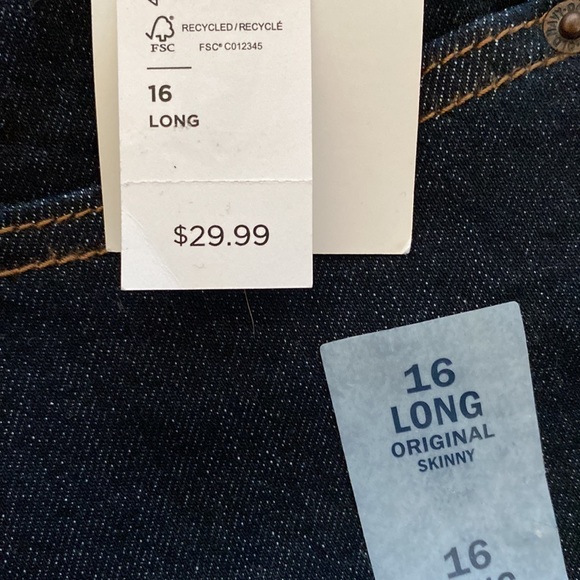 RECYCLED/RECYCLÉ
FSC
FSC® C012345
16
LONG
$29.99
16
LONG
ORIGINAL
SKINNY
16